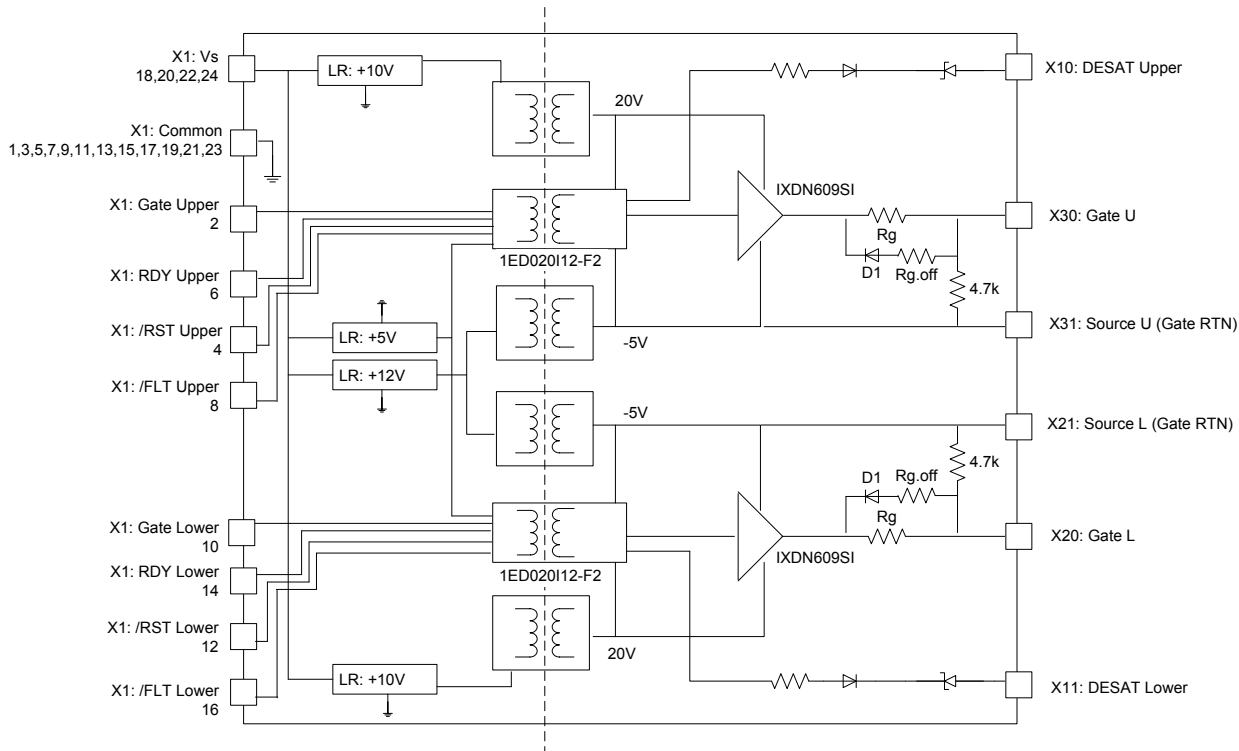 X1: Vs
18,20,22,24
LR: +10V
X10: DESAT Upper
20V
X1: Common
1,3,5,7,9,11,13,15,17,19,21,23
IXDN609SI
X1: Gate Upper
2
X30: Gate U
Rg
1ED020I12-F2
D1
Rg.off
X1: RDY Upper
6
4.7k
X1: /RST Upper
4
LR: +5V
X31: Source U (Gate RTN)
-5V
LR: +12V
X1: /FLT Upper
8
-5V
X21: Source L (Gate RTN)
4.7k
D1
Rg.off
Rg
X1: Gate Lower
10
X20: Gate L
IXDN609SI
X1: RDY Lower
14
1ED020I12-F2
X1: /RST Lower
12
20V
LR: +10V
X1: /FLT Lower
16
X11: DESAT Lower